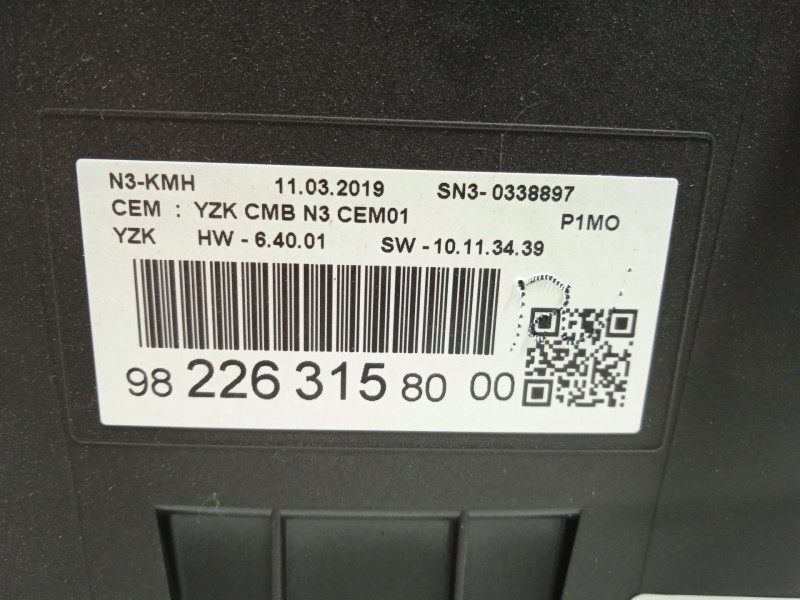 N3-KMH 11.03.2019 SN3- 0338897
CEM : YZK CMB N3 CEM01 P1MO
YZK HW - 6.40.01 SW - 10.11.34.39
98 226 315 80 00